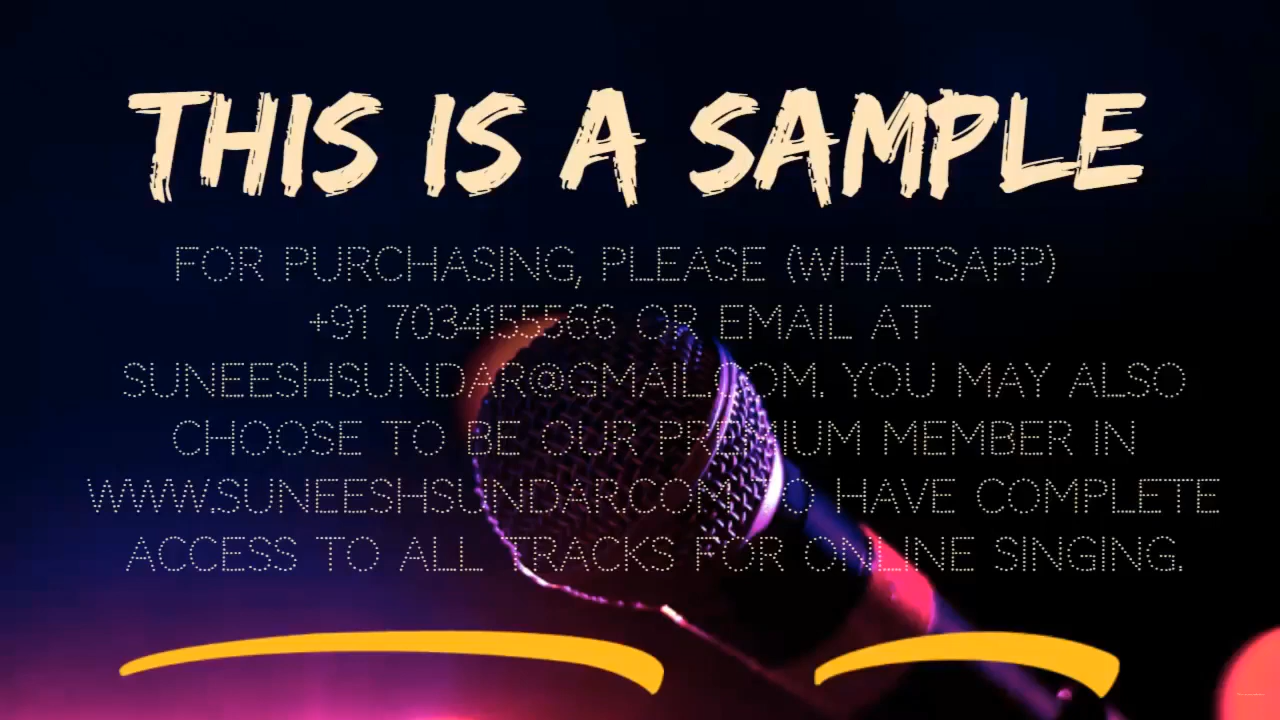 THIS IS A SAMPLE
FOR PURCHASING, PLEASE (WHATSAPP)
+91 7034155566 OR EMAIL AT
SUNEESHSUNDAR@GMAIL.COM. YOU MAY ALSO
CHOOSE TO BE OUR PREMIUM MEMBER IN
WWW.SUNEESHSUNDAR.COM TO HAVE COMPLETE
ACCESS TO ALL TRACKS FOR ONLINE SINGING.